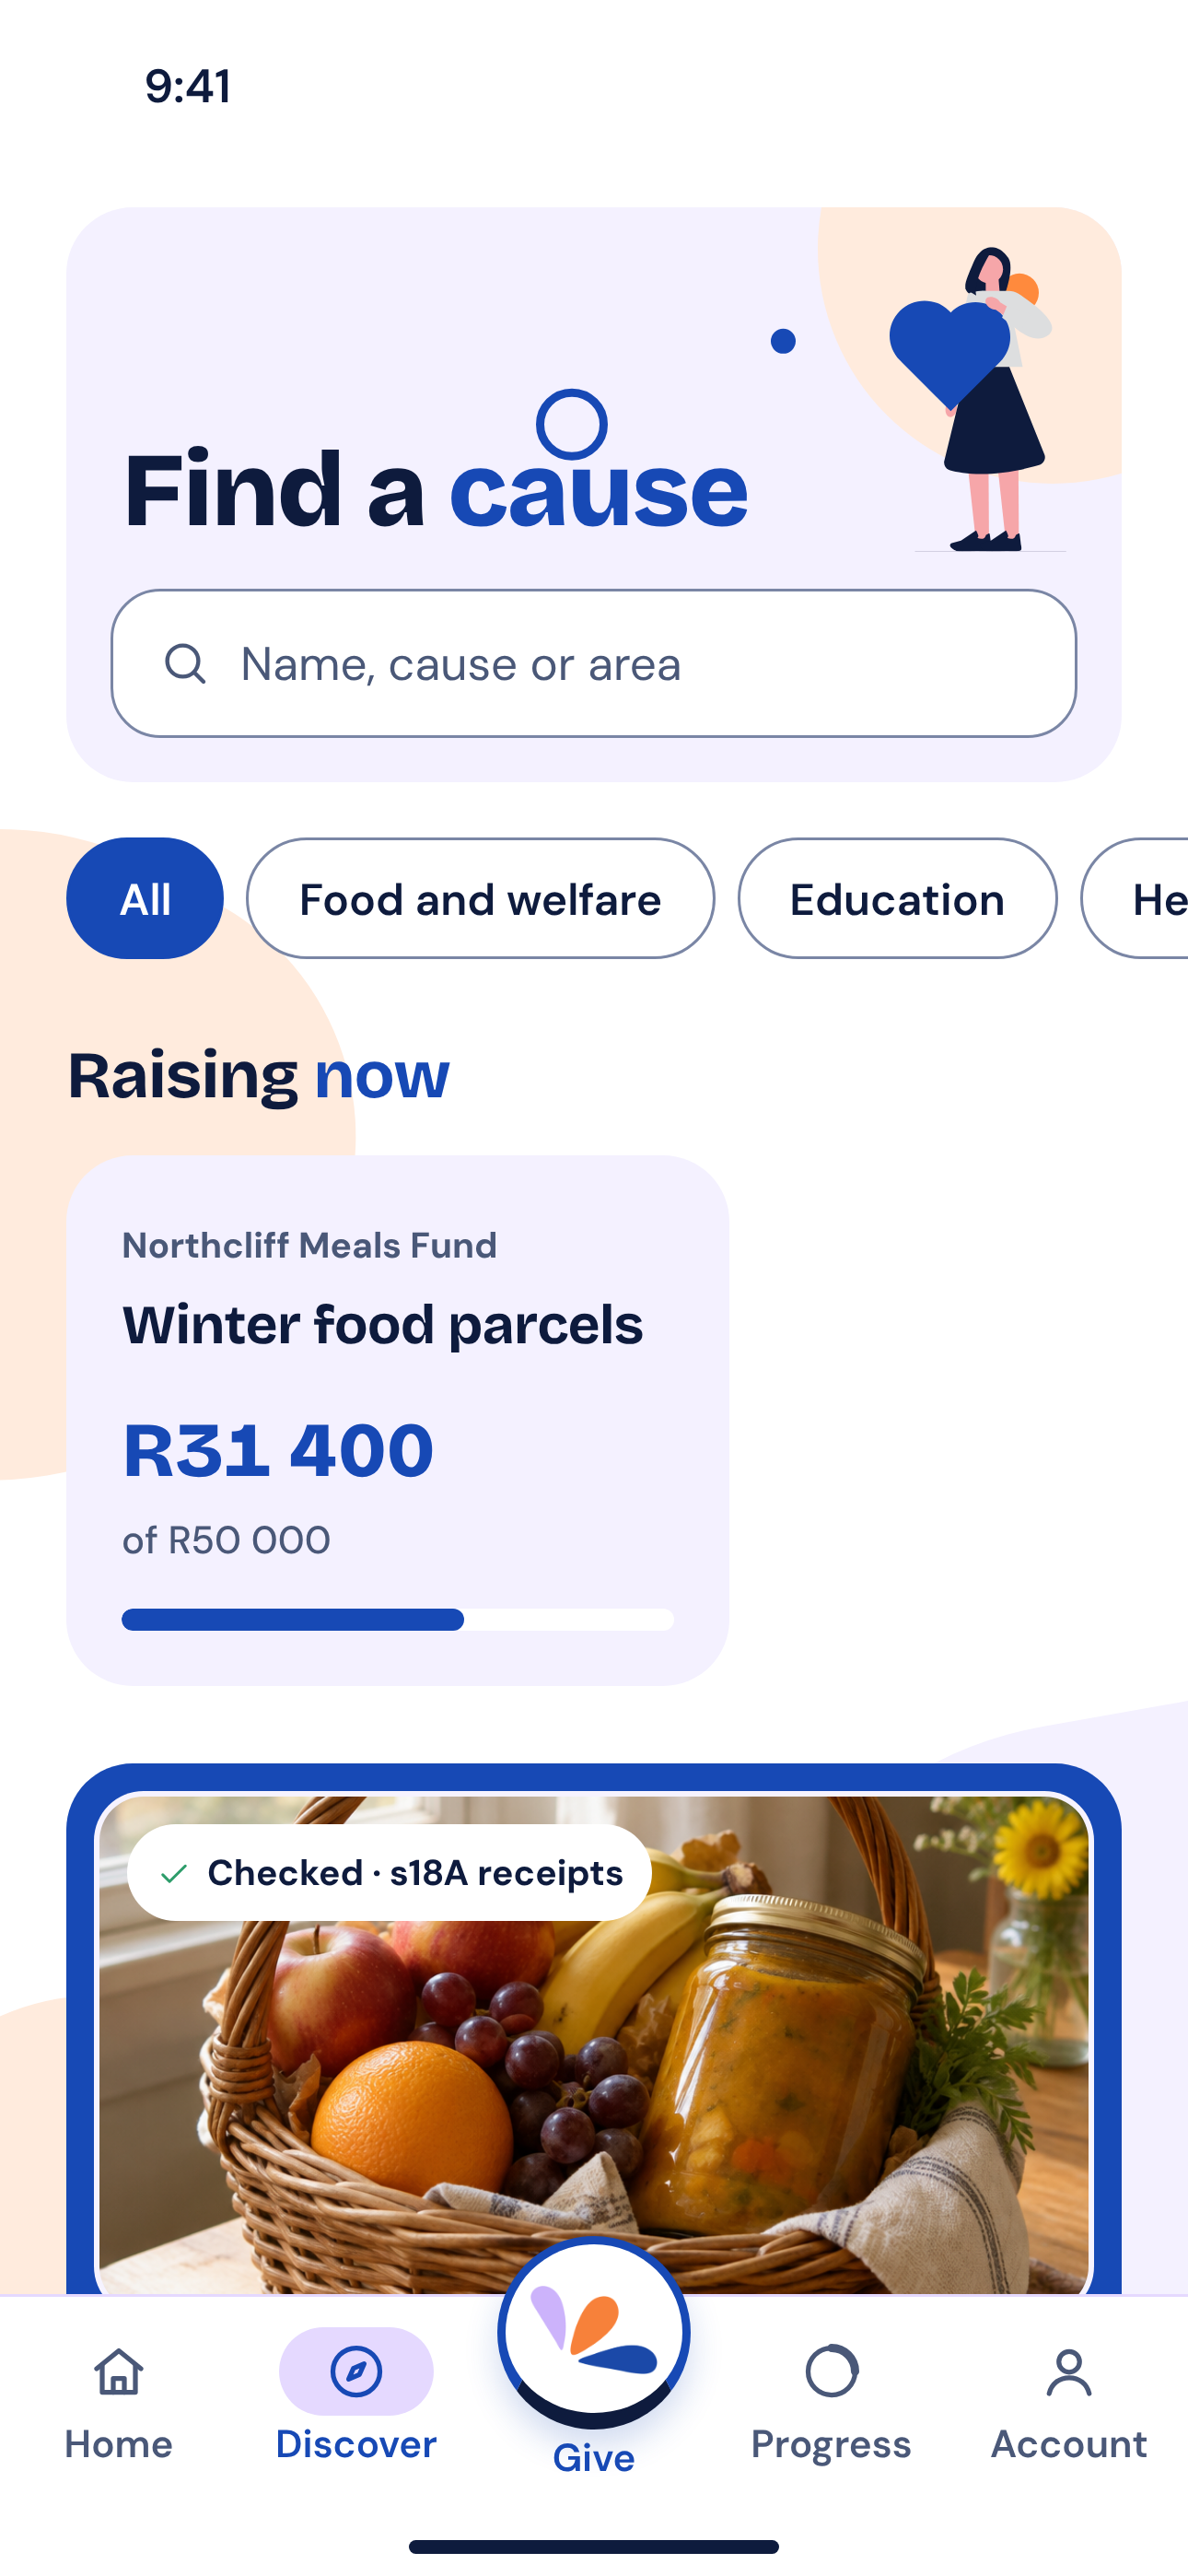 9:41
Find a cause
Name, cause or area
All
Food and welfare
Education
He
Raising now
Northcliff Meals Fund
Winter food parcels
R31 400
of R50 000
Checked · s18A receipts
Home
Discover
Give
Progress
Account